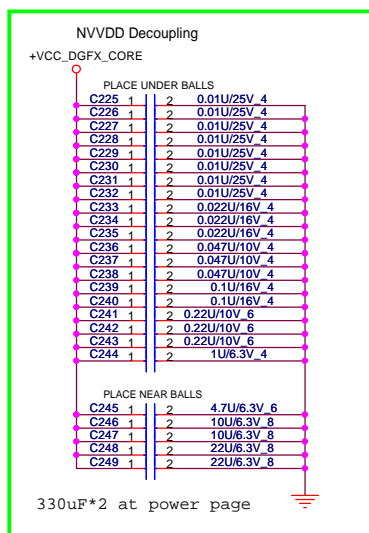 NVVDD Decoupling
+VCC_DGFX_CORE
PLACE UNDER BALLS
C225 1 2 0.01U/25V_4
C226 1 2 0.01U/25V_4
C227 1 2 0.01U/25V_4
C228 1 2 0.01U/25V_4
C229 1 2 0.01U/25V_4
C230 1 2 0.01U/25V_4
C231 1 2 0.01U/25V_4
C232 1 2 0.01U/25V_4
C233 1 2 0.022U/16V_4
C234 1 2 0.022U/16V_4
C235 1 2 0.022U/16V_4
C236 1 2 0.047U/10V_4
C237 1 2 0.047U/10V_4
C238 1 2 0.047U/10V_4
C239 1 2 0.1U/16V_4
C240 1 2 0.1U/16V_4
C241 1 2 0.22U/10V_6
C242 1 2 0.22U/10V_6
C243 1 2 0.22U/10V_6
C244 1 2 1U/6.3V_4
PLACE NEAR BALLS
C245 1 2 4.7U/6.3V_6
C246 1 2 10U/6.3V_8
C247 1 2 10U/6.3V_8
C248 1 2 22U/6.3V_8
C249 1 2 22U/6.3V_8
330uF*2 at power page